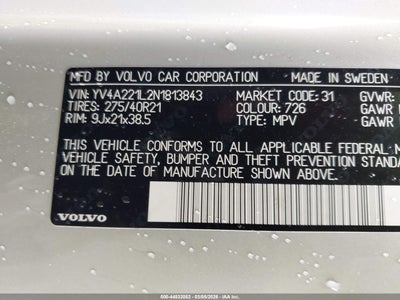 MFD. BY VOLVO CAR CORPORATION MADE IN SWEDEN
VIN: YV4A221L2N1813843 MARKET CODE: 31 GVWR:
TIRES: 275/40R21 COLOUR: 726 GAWR
RIM: 9Jx21x38.5 TYPE: MPV GAWR
THIS VEHICLE CONFORMS TO ALL APPLICABLE FEDERAL M
VEHICLE SAFETY, BUMPER AND THEFT PREVENTION STANDA
ON THE DATE OF MANUFACTURE SHOWN ABOVE.
VOLVO